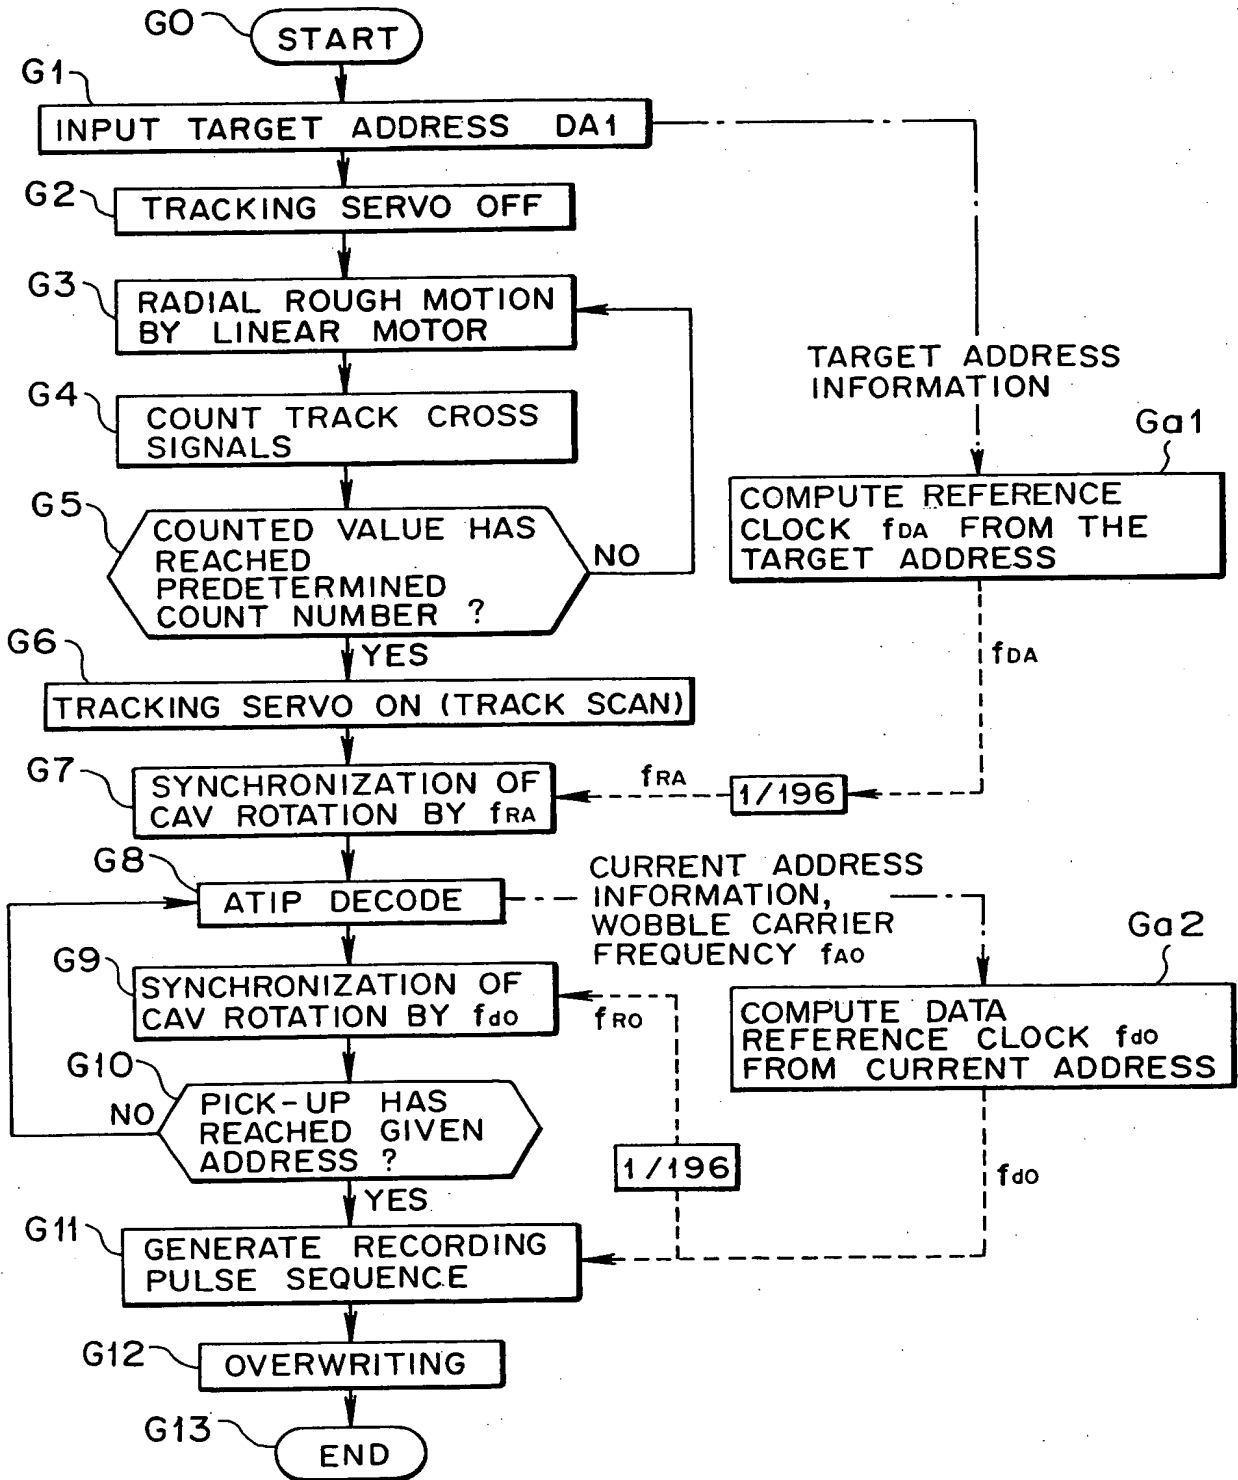 G0
START
G1
INPUT TARGET ADDRESS DA1
G2
TRACKING SERVO OFF
G3
RADIAL ROUGH MOTION
BY LINEAR MOTOR
TARGET ADDRESS
INFORMATION
G4
COUNT TRACK CROSS
SIGNALS
Ga1
COMPUTE REFERENCE
CLOCK fDA FROM THE
TARGET ADDRESS
G5
COUNTED VALUE HAS
REACHED
PREDETERMINED
COUNT NUMBER ?
NO
YES
fDA
G6
TRACKING SERVO ON (TRACK SCAN)
G7
SYNCHRONIZATION OF
CAV ROTATION BY fRA
fRA
1/196
G8
ATIP DECODE
CURRENT ADDRESS
INFORMATION,
WOBBLE CARRIER
FREQUENCY fAO
Ga2
COMPUTE DATA
REFERENCE CLOCK fdO
FROM CURRENT ADDRESS
G9
SYNCHRONIZATION OF
CAV ROTATION BY fdO
fRO
G10
PICK-UP HAS
REACHED GIVEN
ADDRESS ?
NO
YES
1/196
fdO
G11
GENERATE RECORDING
PULSE SEQUENCE
G12
OVERWRITING
G13
END